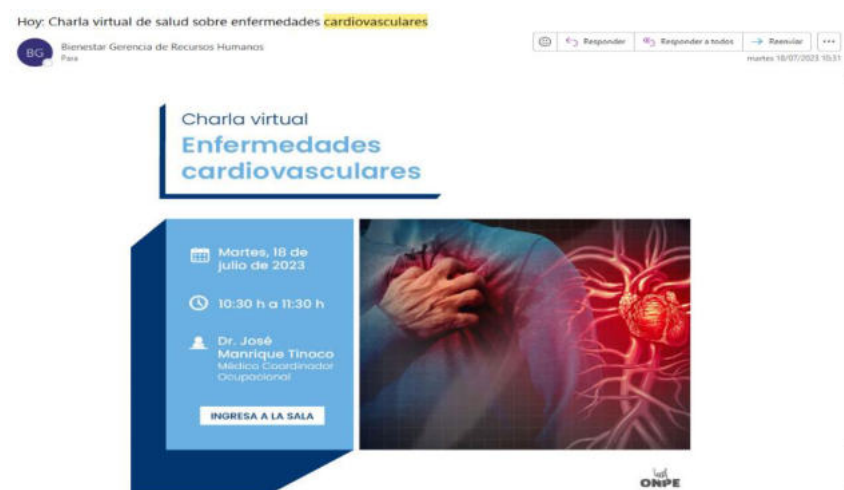 Hoy: Charla virtual de salud sobre enfermedades cardiovasculares
BG
Bienestar Gerencia de Recursos Humanos
Para
Responder
Responder a todos
Reenviar
martes 18/07/2023 10:31
Charla virtual
Enfermedades
cardiovasculares
Martes, 18 de
julio de 2023
10:30 h a 11:30 h
Dr. José
Manrique Tinoco
Médico Coordinador
Ocupacional
INGRESA A LA SALA
ONPE